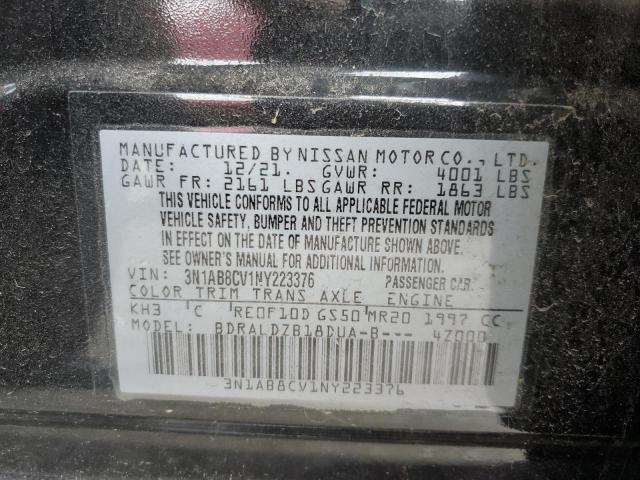 MANUFACTURED BY NISSAN MOTOR CO., LTD.
DATE: 12/21. GVWR: 4001 LBS
GAWR FR: 2161 LBS GAWR RR: 1863 LBS
THIS VEHICLE CONFORMS TO ALL APPLICABLE FEDERAL MOTOR
VEHICLE SAFETY, BUMPER AND THEFT PREVENTION STANDARDS
IN EFFECT ON THE DATE OF MANUFACTURE SHOWN ABOVE.
SEE OWNER'S MANUAL FOR ADDITIONAL INFORMATION.
VIN: 3N1AB8CV1NY223376 PASSENGER CAR.
COLOR TRIM TRANS AXLE ENGINE
KH3 C RE0F10D GS50 MR20 1997 CC
MODEL: BDRALDZB18DUA-B--- 4Z000
3N1AB8CV1NY223376